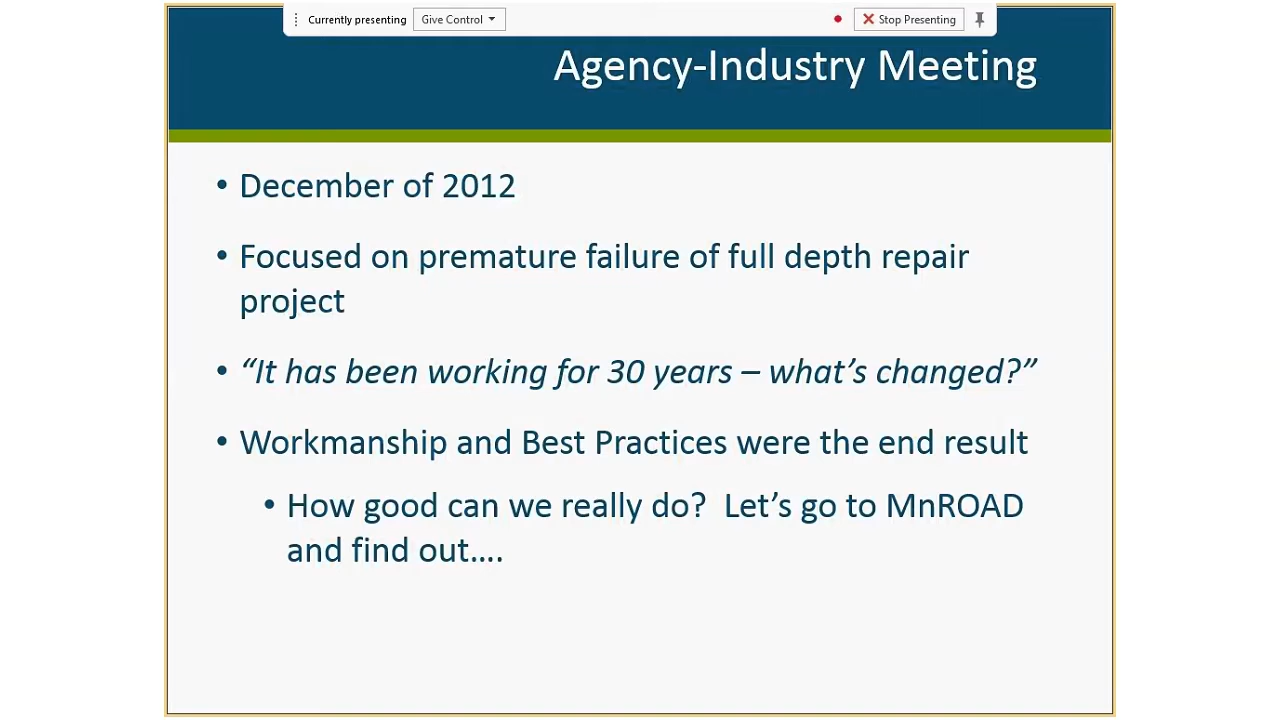 Currently presenting Give Control Stop Presenting
Agency-Industry Meeting
• December of 2012
• Focused on premature failure of full depth repair
project
• “It has been working for 30 years – what’s changed?”
• Workmanship and Best Practices were the end result
• How good can we really do?  Let’s go to MnROAD
and find out….